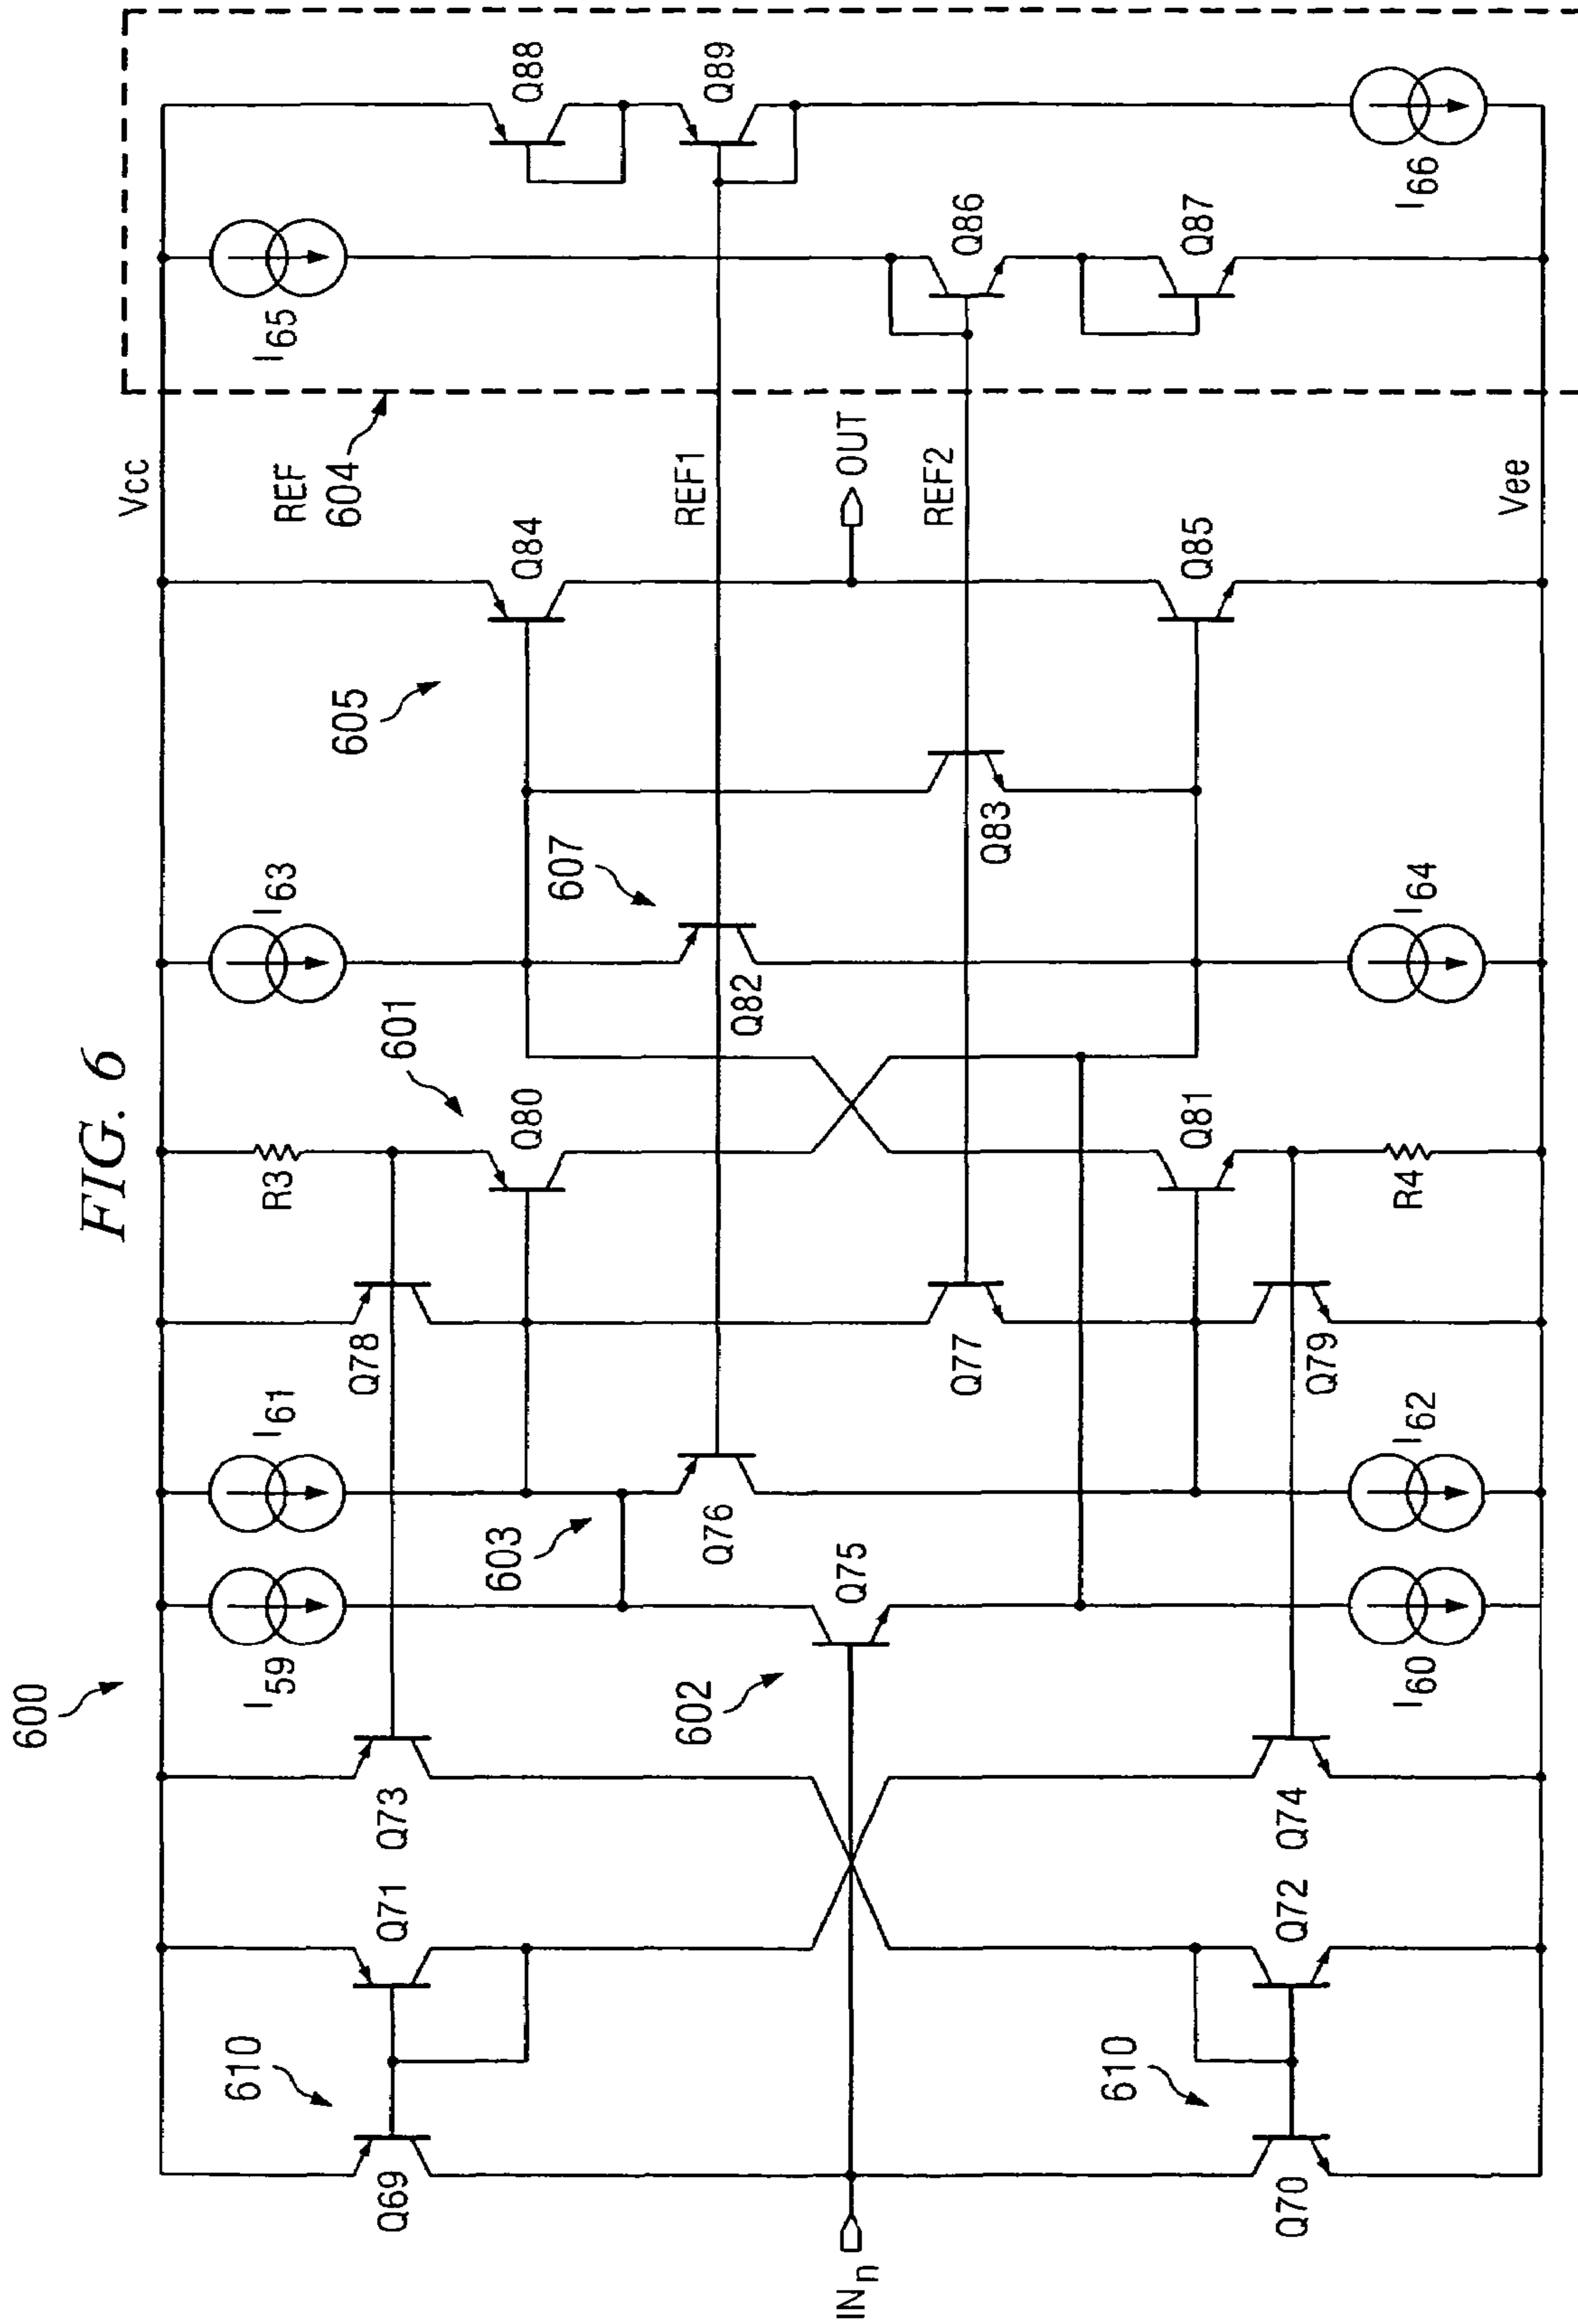 FIG. 6
600
Vcc
REF
604
I65
Q88
Q89
REF1
OUT
REF2
Q86
Q87
I66
Vee
605
Q84
Q85
I63
607
Q82
Q83
I64
601
R3
Q80
Q81
R4
Q78
Q77
Q79
I61
603
Q76
I62
I59
602
Q75
I60
Q73
Q74
Q71
Q72
610
610
Q69
Q70
INn